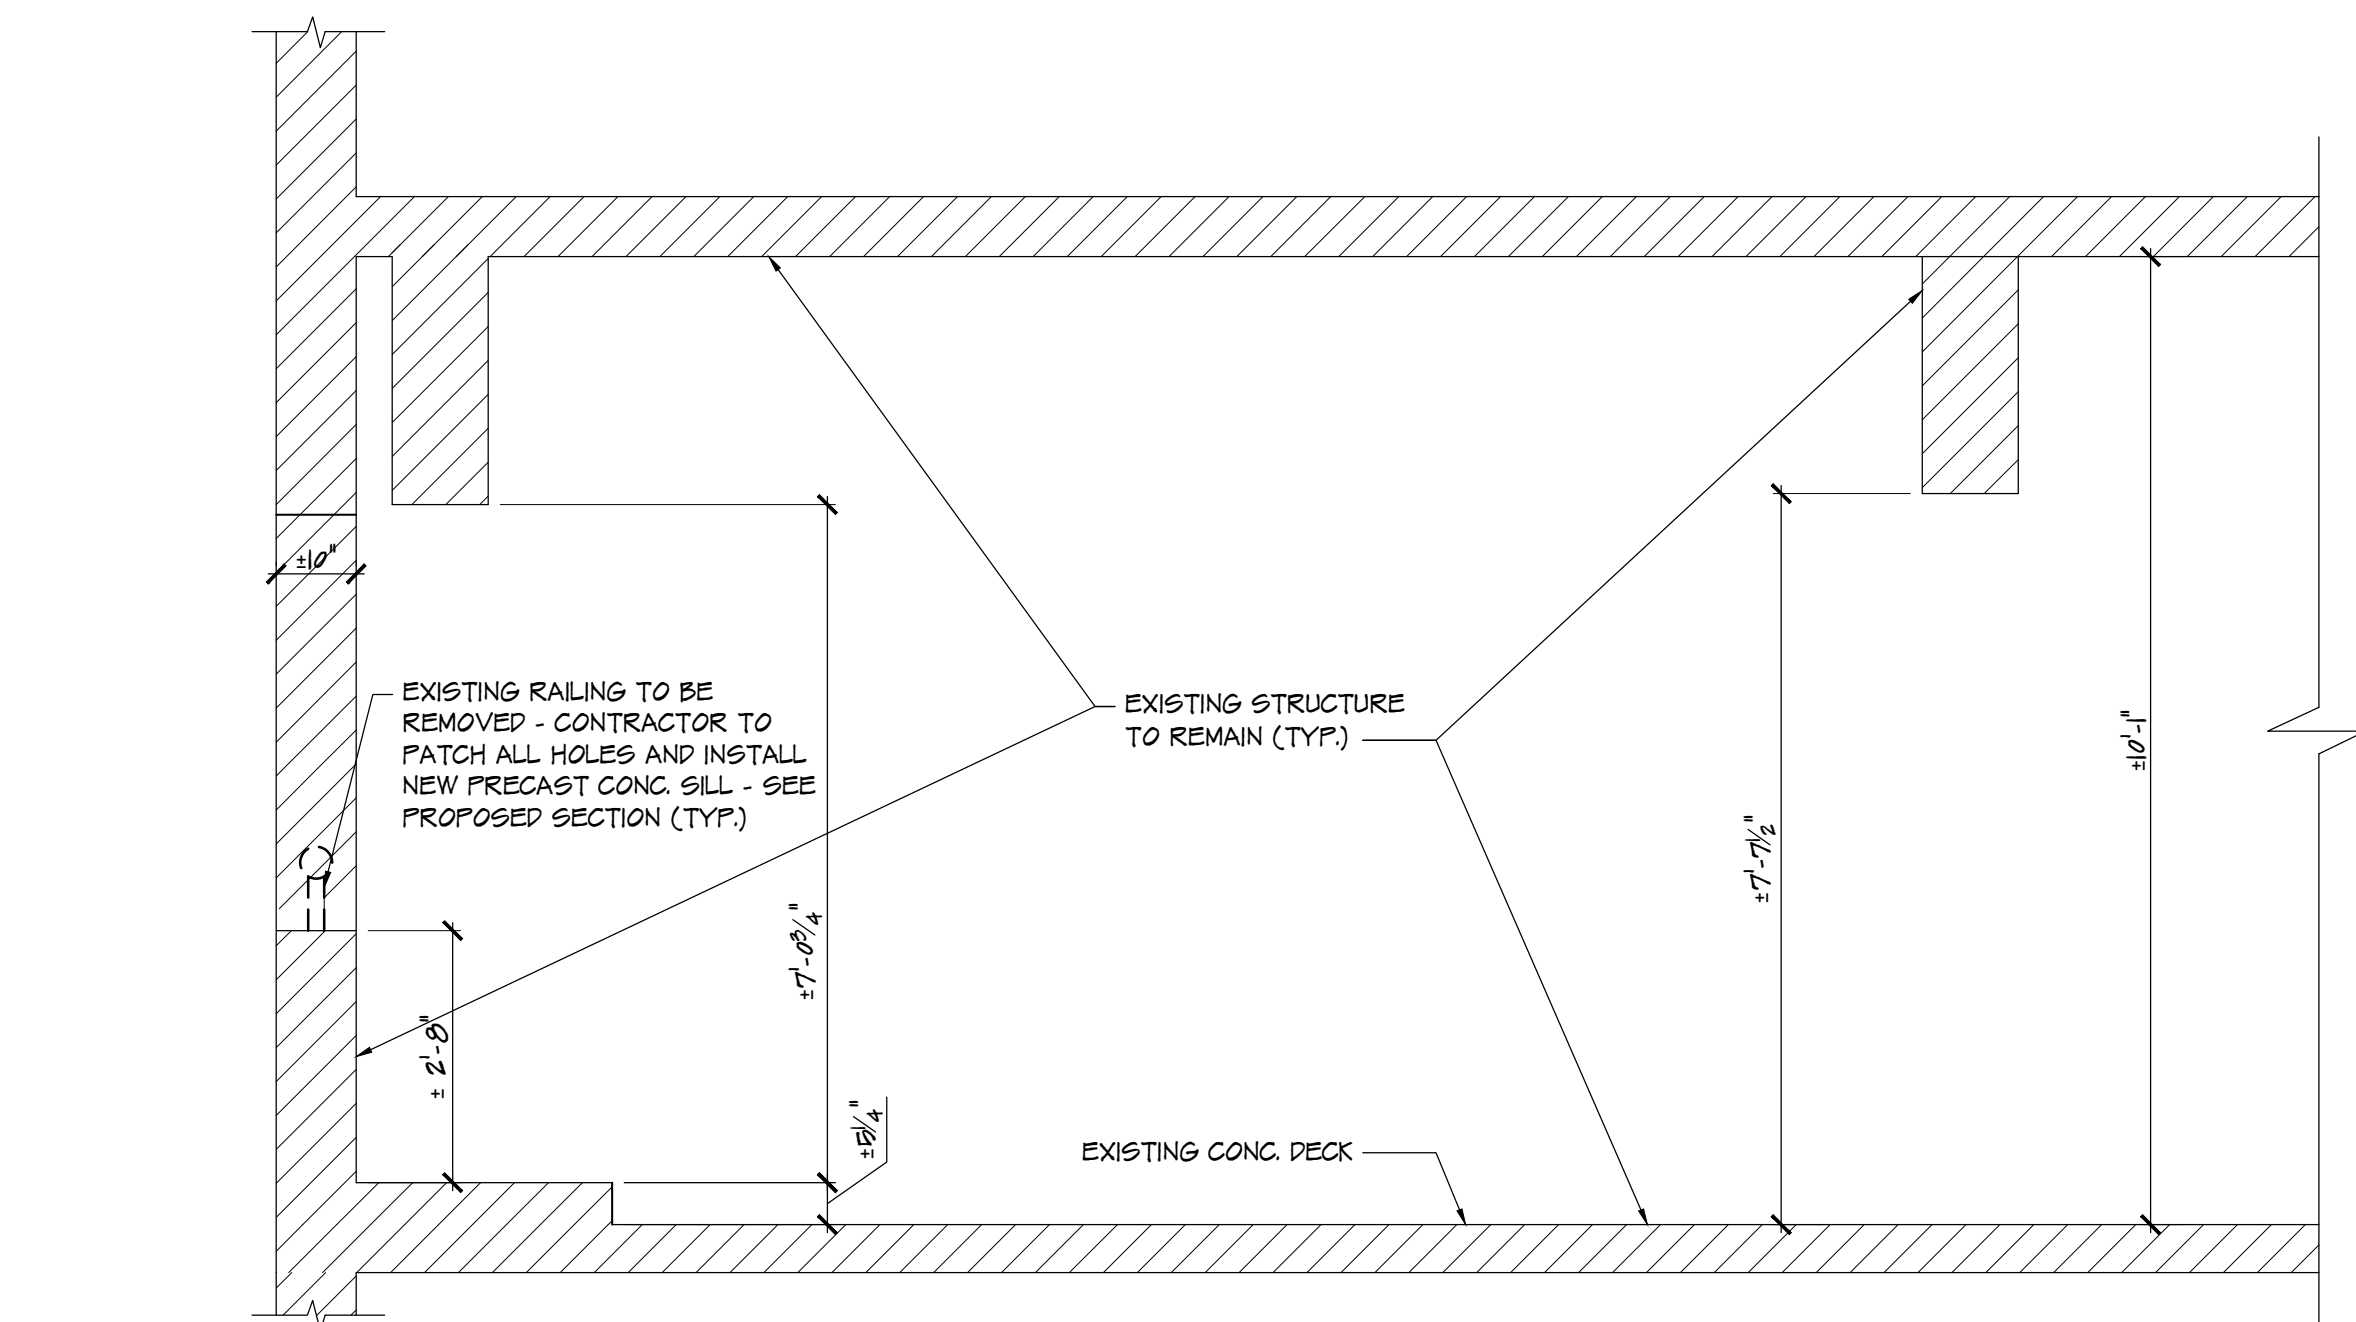 ±10"
EXISTING RAILING TO BE
REMOVED - CONTRACTOR TO
PATCH ALL HOLES AND INSTALL
NEW PRECAST CONC. SILL - SEE
PROPOSED SECTION (TYP.)
EXISTING STRUCTURE
TO REMAIN (TYP.)
±10'-1"
±7'-7½"
±7'-0¾"
± 2'-8"
±5¼"
EXISTING CONC. DECK